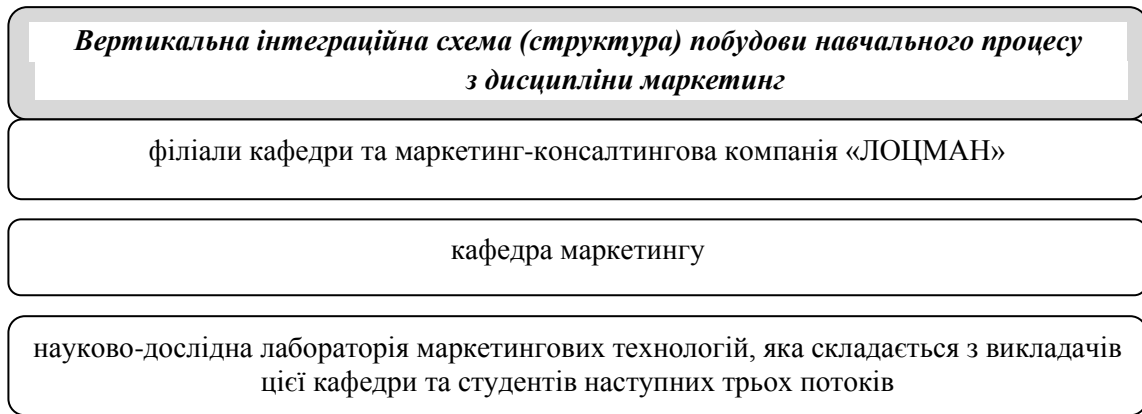 Вертикальна інтеграційна схема (структура) побудови навчального процесу
з дисципліни маркетинг
філіали кафедри та маркетинг-консалтингова компанія «ЛОЦМАН»
кафедра маркетингу
науково-дослідна лабораторія маркетингових технологій, яка складається з викладачів
цієї кафедри та студентів наступних трьох потоків